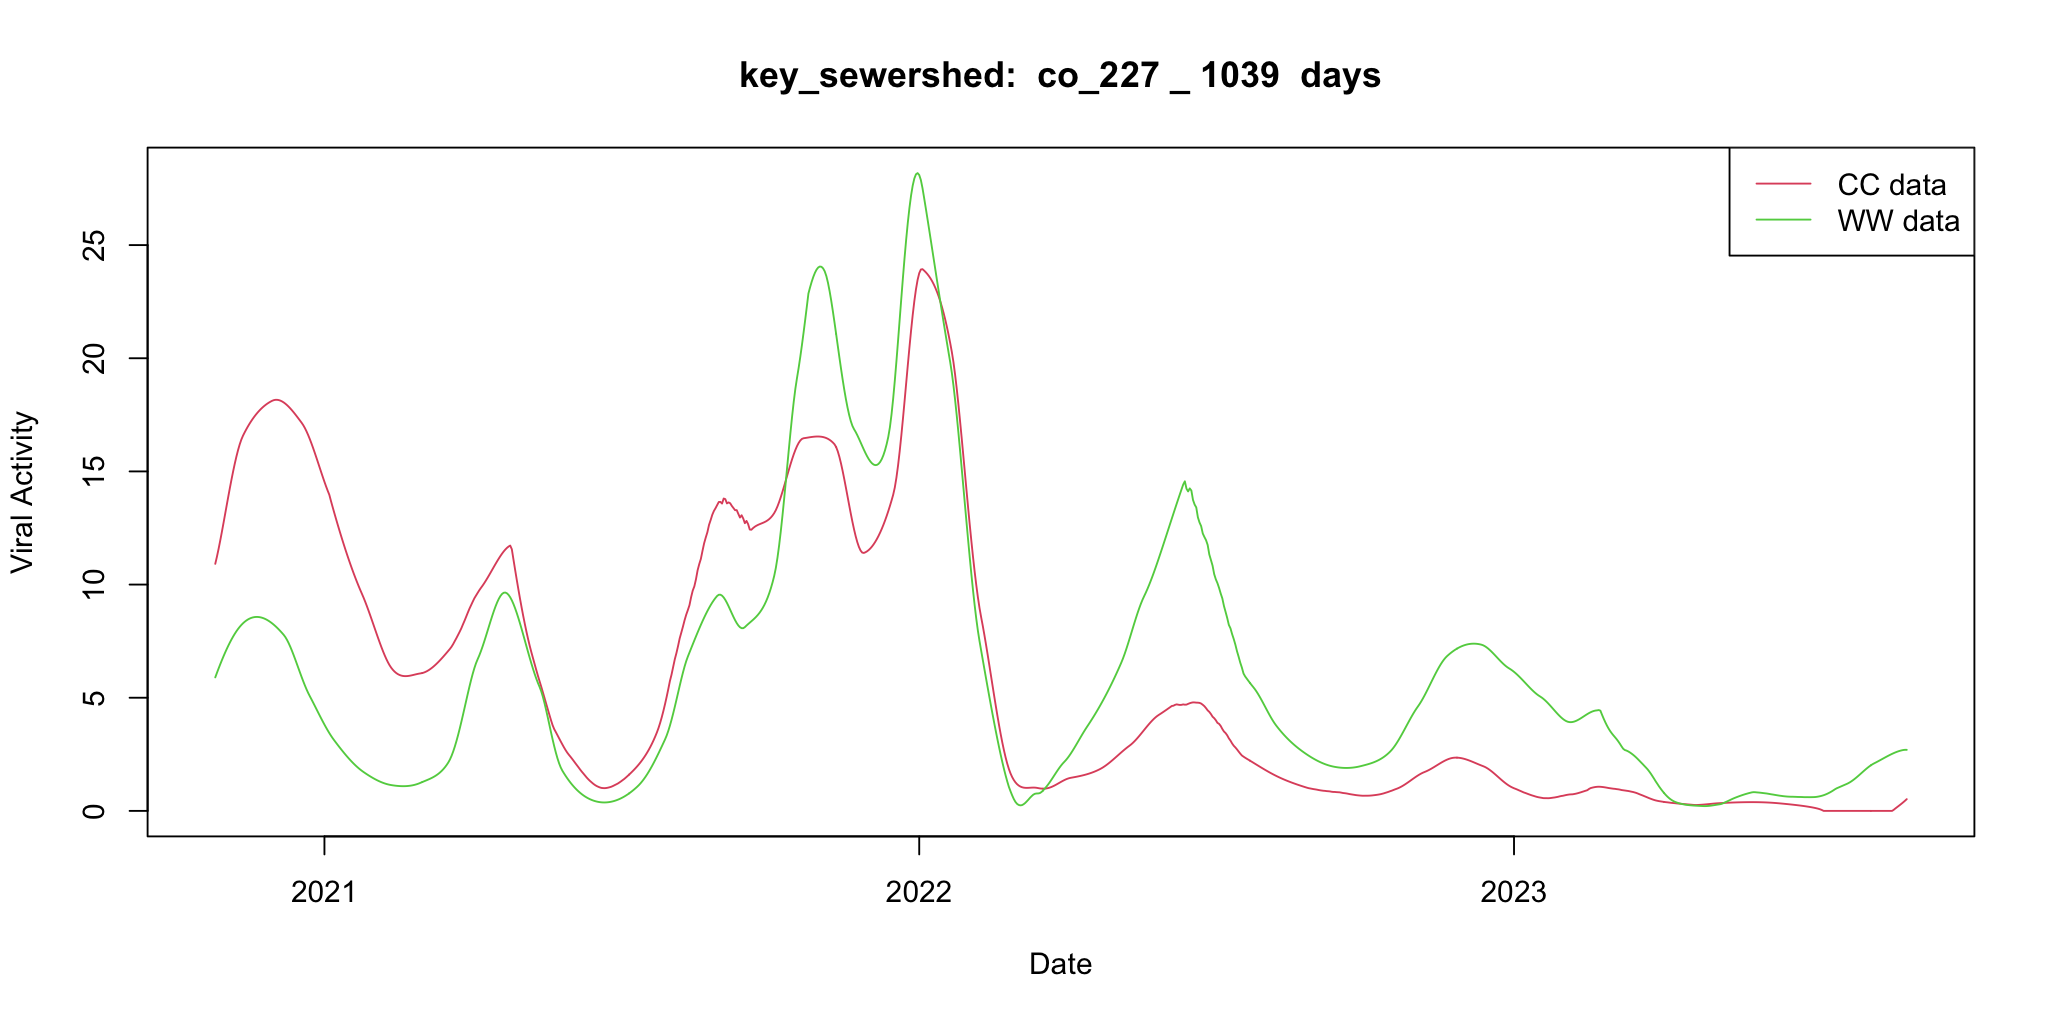 key_sewershed:  co_227 _ 1039  days
CC data
WW data
Viral Activity
25
20
15
10
5
0
2021
2022
2023
Date